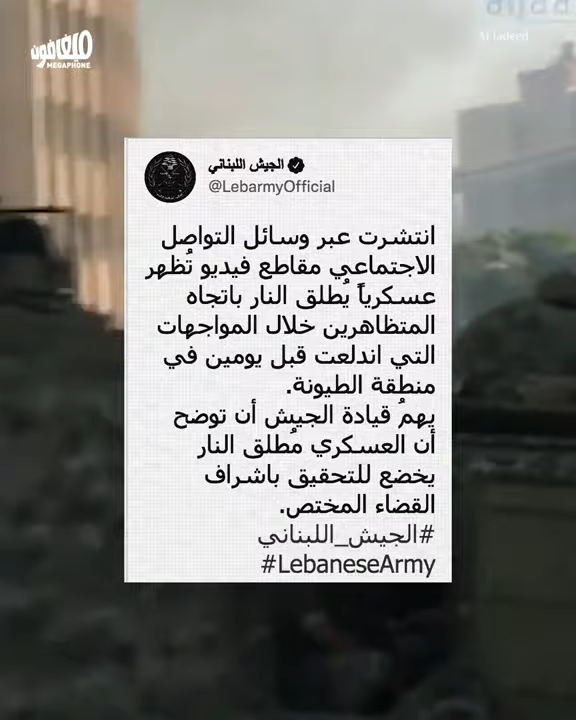 ميغافون
MEGAPHONE
aljad
Al Jadeed
الجيش اللبناني
@LebarmyOfficial
انتشرت عبر وسائل التواصل
الاجتماعي مقاطع فيديو تُظهر
عسكرياً يُطلق النار باتجاه
المتظاهرين خلال المواجهات
التي اندلعت قبل يومين في
منطقة الطيونة.
يهمُ قيادة الجيش أن توضح
أن العسكري مُطلق النار
يخضع للتحقيق باشراف
القضاء المختص.
#الجيش_اللبناني
#LebaneseArmy